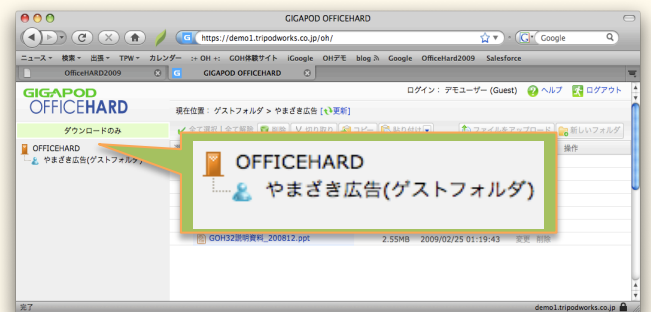 GIGAPOD OFFICEHARD
https://demo1.tripodworks.co.jp/oh/
Google
ニュース 検索 出張 TPW カレンダー :+ OH +: GOH体験サイト iGoogle OHデモ blog Google OfficeHard2009 Salesforce
OfficeHARD2009
GIGAPOD OFFICEHARD
GIGAPOD
OFFICEHARD
ログイン： デモユーザー (Guest) ヘルプ ログアウト
現在位置： ゲストフォルダ > やまざき広告 [更新]
ダウンロードのみ
全て選択 全て解除 削除 切り取り コピー 貼り付け ファイルをアップロード 新しいフォルダ
操作
OFFICEHARD
やまざき広告(ゲストフォルダ)
OFFICEHARD
やまざき広告(ゲストフォルダ)
GOH32説明資料_200812.ppt 2.55MB 2009/02/25 01:19:43 変更 削除
完了
demo1.tripodworks.co.jp